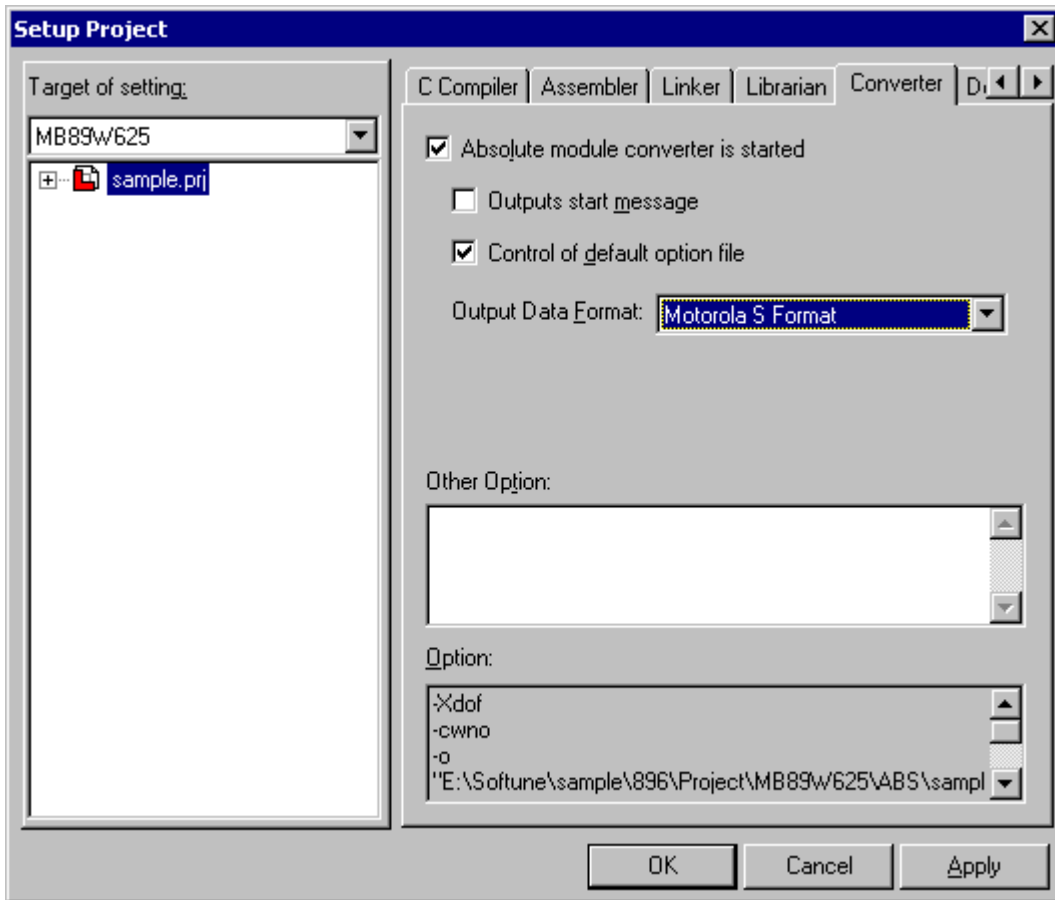 Setup Project
Target of setting:
MB89W625
sample.prj
C Compiler
Assembler
Linker
Librarian
Converter
Absolute module converter is started
Outputs start message
Control of default option file
Output Data Format:
Motorola S Format
Other Option:
Option:
-Xdof
-cwno
-o
"E:\Softune\sample\896\Project\MB89W625\ABS\sampl
OK
Cancel
Apply